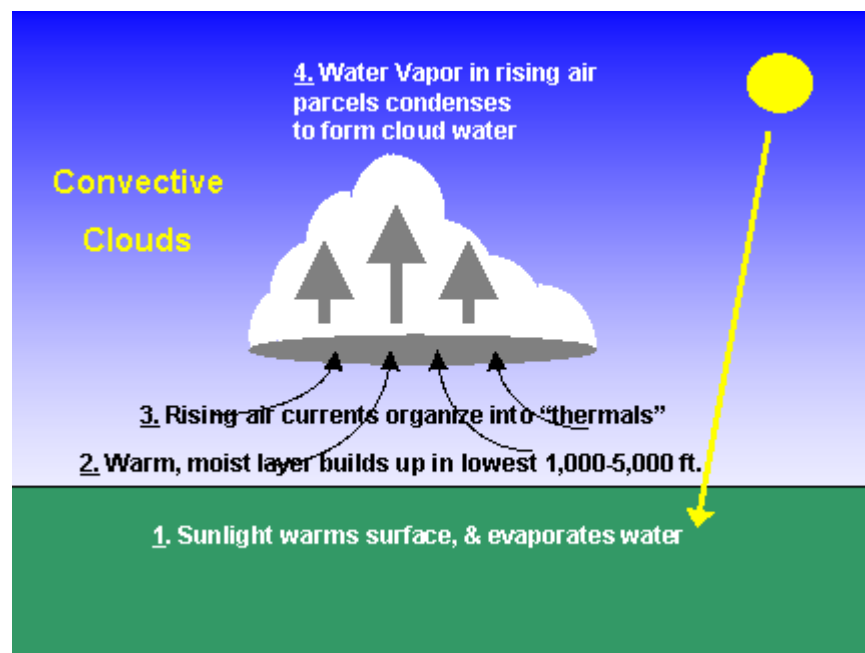 4. Water Vapor in rising air
parcels condenses
to form cloud water
Convective
Clouds
3. Rising air currents organize into “thermals”
2. Warm, moist layer builds up in lowest 1,000-5,000 ft.
1. Sunlight warms surface, & evaporates water